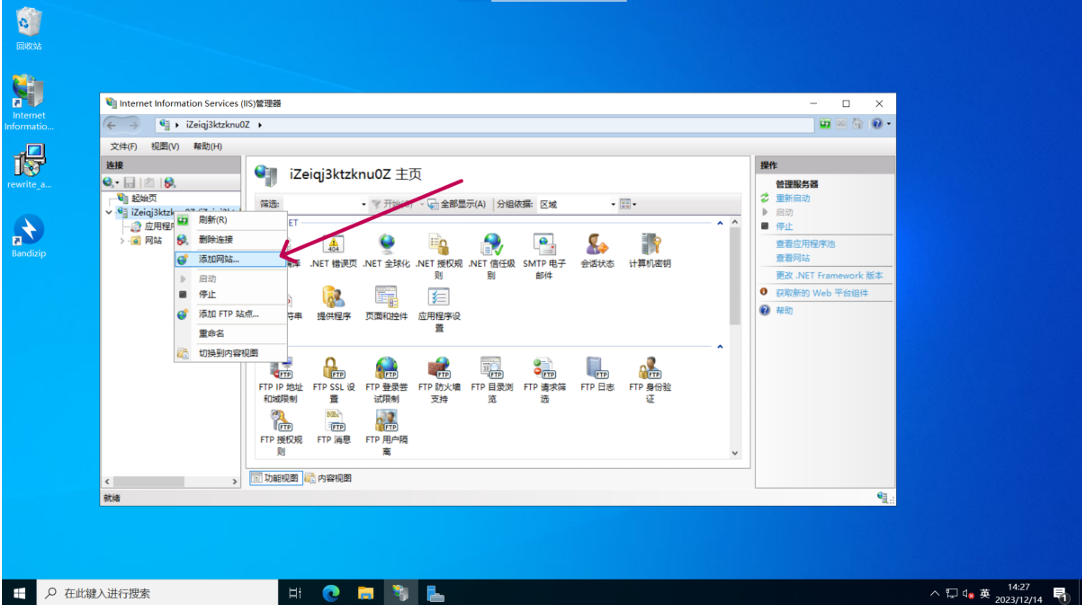 回收站
Internet
Informatio...
rewrite_a...
Bandizip
Internet Information Services (IIS)管理器
iZeiqj3ktzknu0Z
文件(F) 视图(V) 帮助(H)
连接
起始页
iZeiqj3ktzk
应用程
网站
刷新(R)
删除连接
添加网站...
启动
停止
添加 FTP 站点...
重命名
切换到内容视图
iZeiqj3ktzknu0Z 主页
筛选: 全部显示(A) 分组依据: 区域
.NET 错误页 .NET 全球化 .NET 授权规则 .NET 信任级别 SMTP 电子邮件 会话状态 计算机密钥
提供程序 页面和控件 应用程序设置
FTP IP 地址和域限制 FTP SSL 设置 FTP 登录尝试限制 FTP 防火墙支持 FTP 目录浏览 FTP 请求筛选 FTP 日志 FTP 身份验证
FTP 授权规则 FTP 消息 FTP 用户隔离
功能视图 内容视图
就绪
操作
管理服务器
重新启动
启动
停止
查看应用程序池
查看网站
更改 .NET Framework 版本
获取新的 Web 平台组件
帮助
在此键入进行搜索
英
14:27
2023/12/14
1